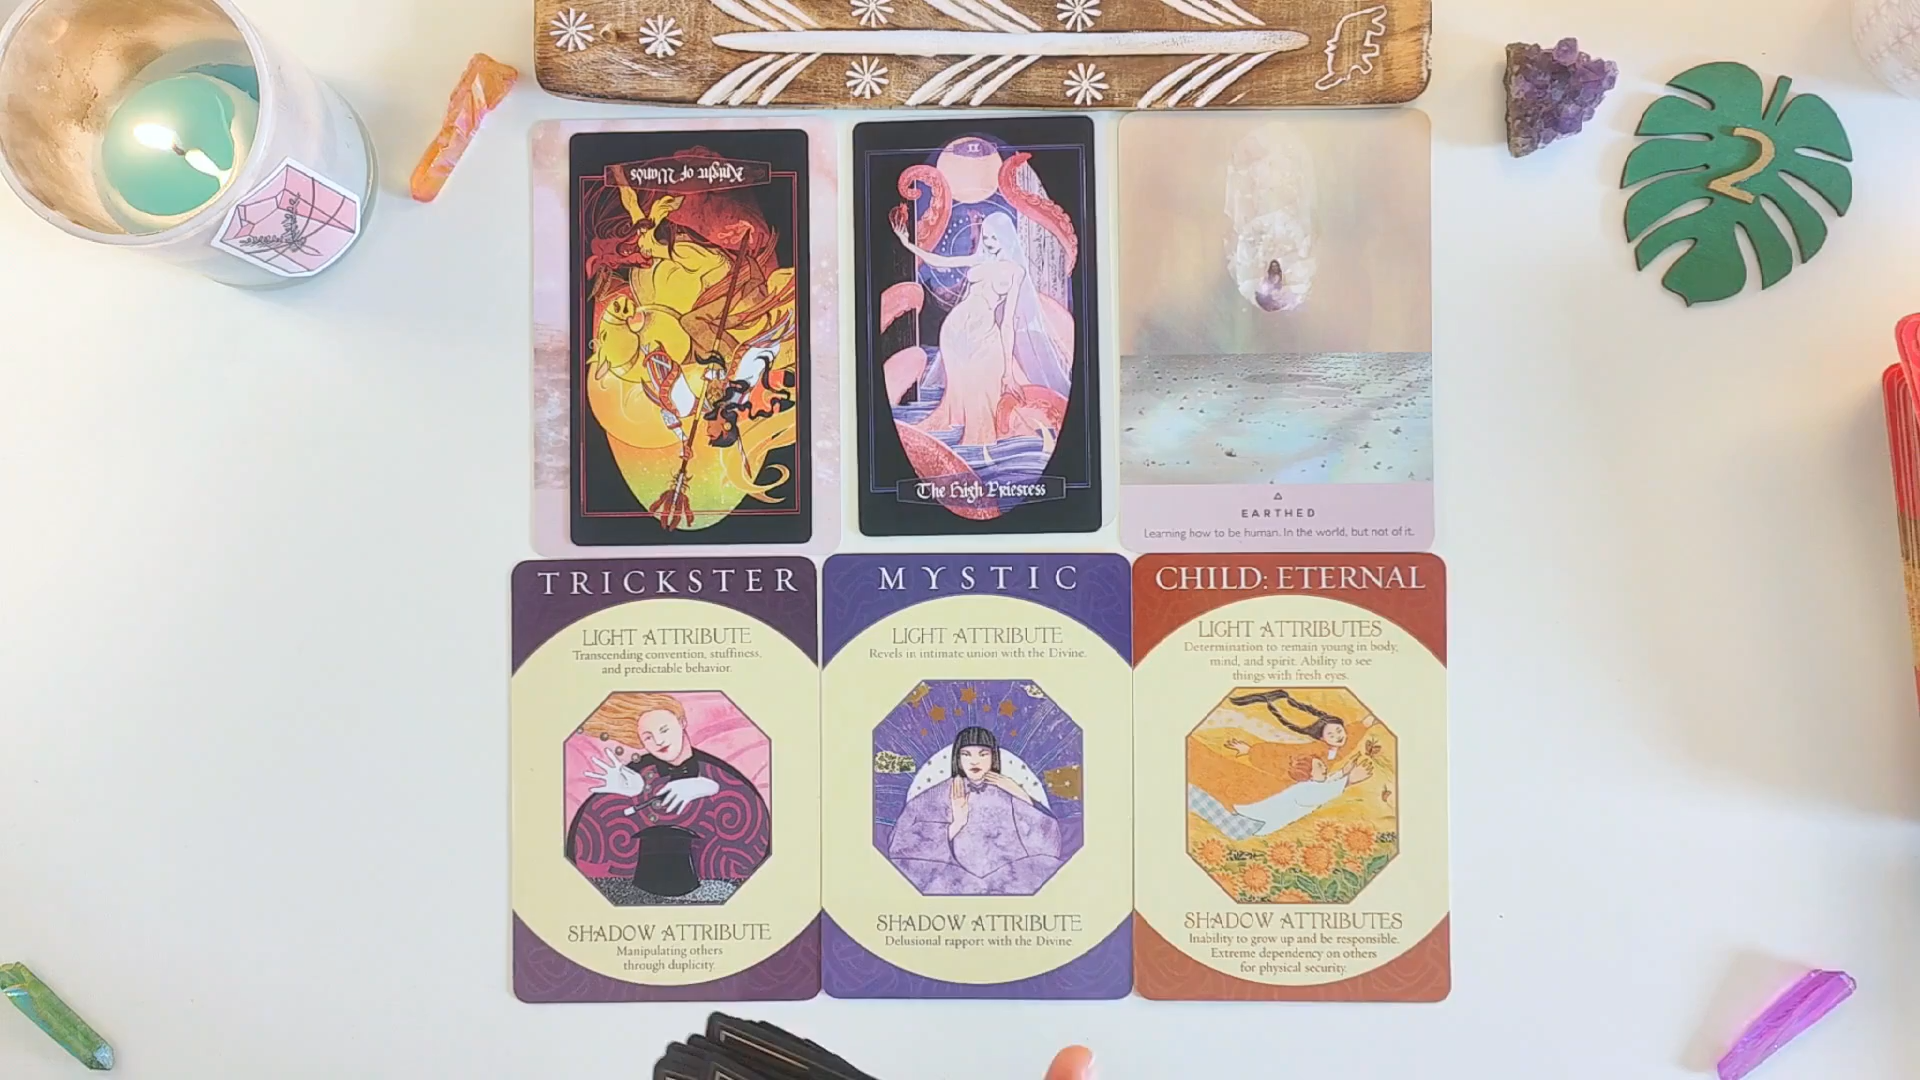 Knight of Wands
II
The High Priestess
2
EARTHED
Learning how to be human. In the world, but not of it.
TRICKSTER
LIGHT ATTRIBUTE
Transcending convention, stuffiness,
and predictable behavior.
SHADOW ATTRIBUTE
Manipulating others
through duplicity.
MYSTIC
LIGHT ATTRIBUTE
Revels in intimate union with the Divine.
SHADOW ATTRIBUTE
Delusional rapport with the Divine.
CHILD: ETERNAL
LIGHT ATTRIBUTES
Determination to remain young in body,
mind, and spirit. Ability to see
things with fresh eyes.
SHADOW ATTRIBUTES
Inability to grow up and be responsible.
Extreme dependency on others
for physical security.